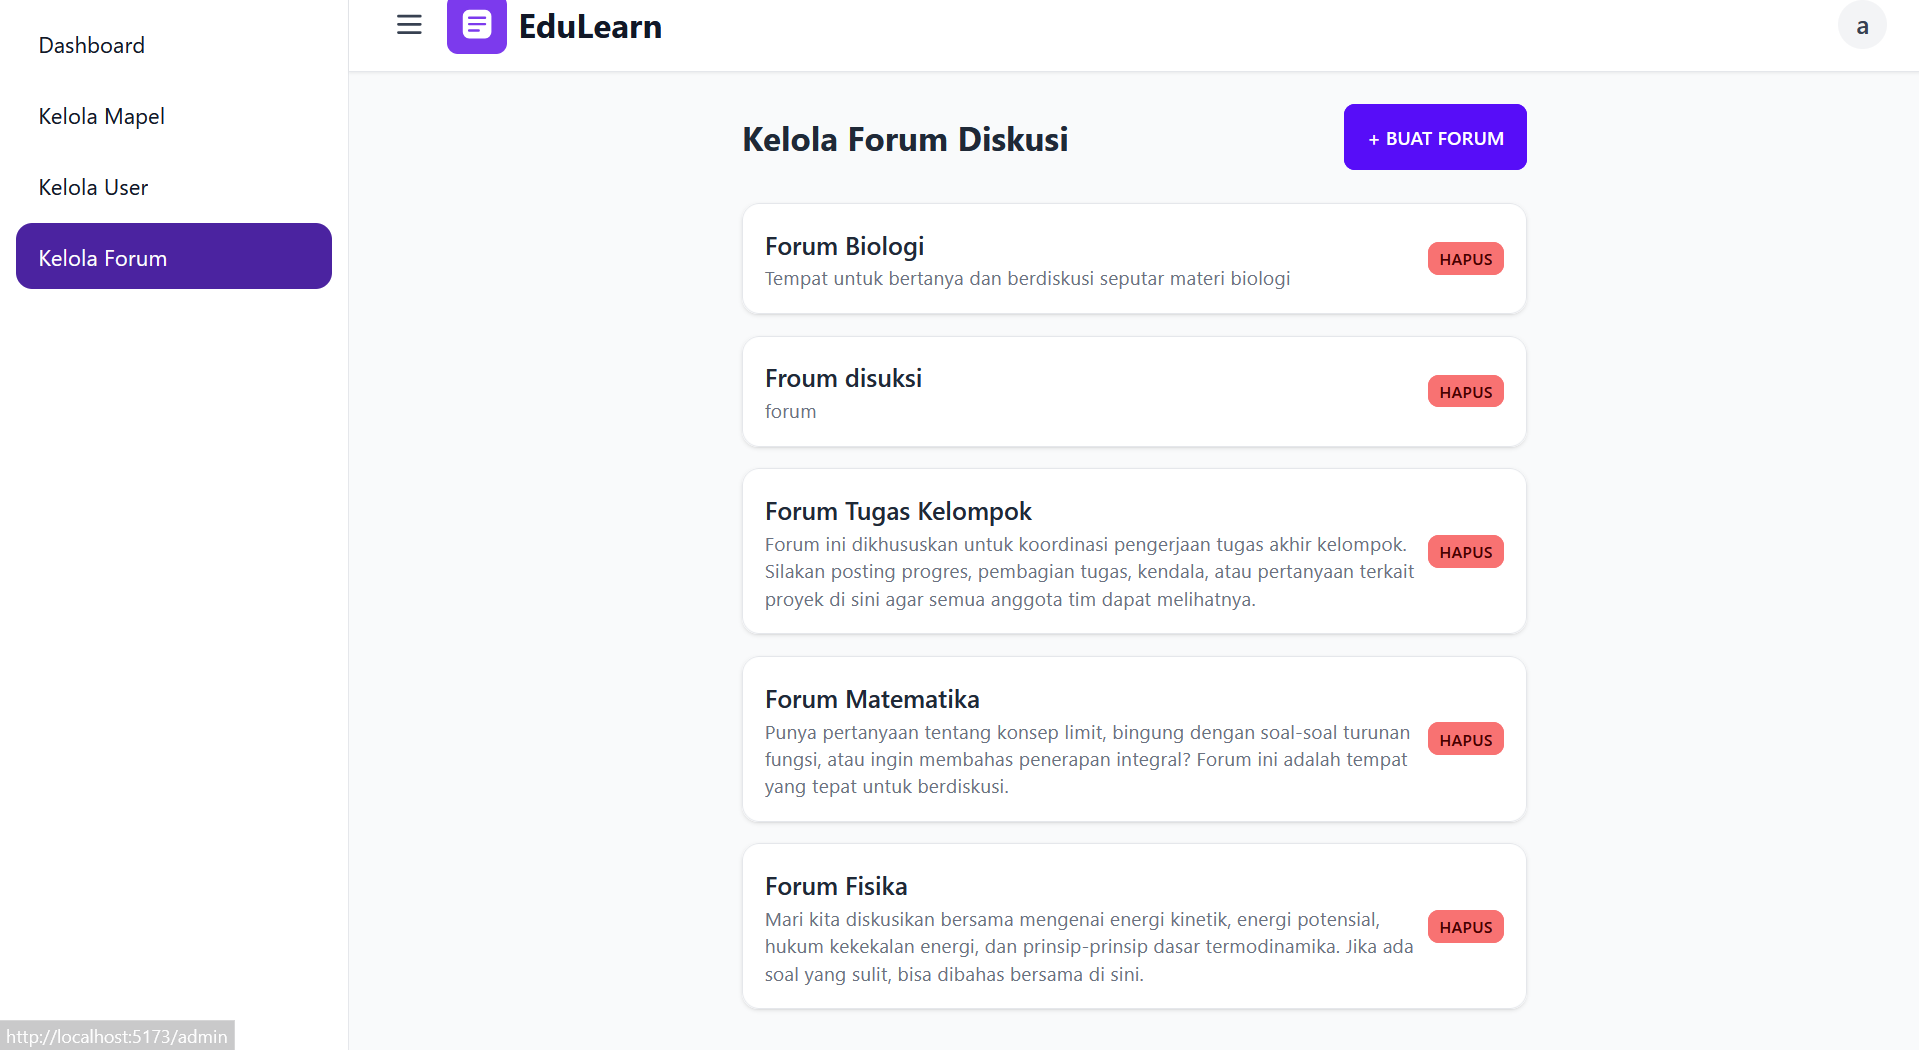 Dashboard
Kelola Mapel
Kelola User
Kelola Forum
EduLearn
a
Kelola Forum Diskusi
+ BUAT FORUM
Forum Biologi
Tempat untuk bertanya dan berdiskusi seputar materi biologi
HAPUS
Froum disuksi
forum
HAPUS
Forum Tugas Kelompok
Forum ini dikhususkan untuk koordinasi pengerjaan tugas akhir kelompok.
Silakan posting progres, pembagian tugas, kendala, atau pertanyaan terkait
proyek di sini agar semua anggota tim dapat melihatnya.
HAPUS
Forum Matematika
Punya pertanyaan tentang konsep limit, bingung dengan soal-soal turunan
fungsi, atau ingin membahas penerapan integral? Forum ini adalah tempat
yang tepat untuk berdiskusi.
HAPUS
Forum Fisika
Mari kita diskusikan bersama mengenai energi kinetik, energi potensial,
hukum kekekalan energi, dan prinsip-prinsip dasar termodinamika. Jika ada
soal yang sulit, bisa dibahas bersama di sini.
HAPUS
http://localhost:5173/admin